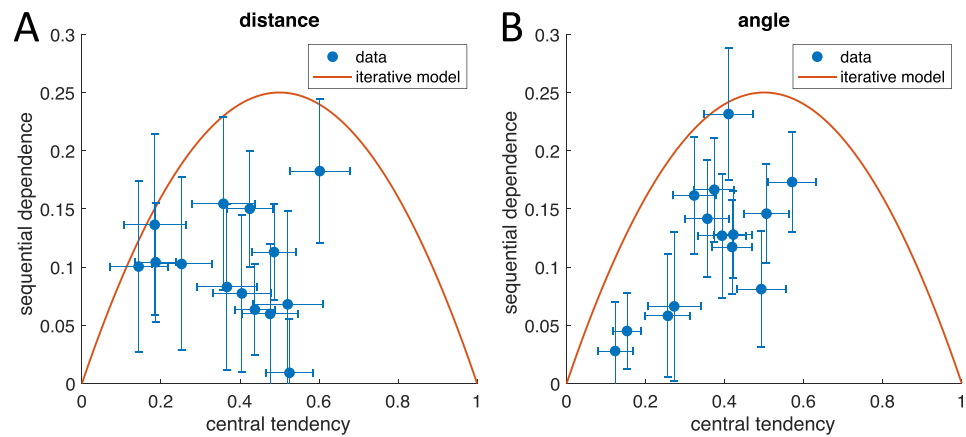 A
distance
data
iterative model
sequential dependence
0.3
0.25
0.2
0.15
0.1
0.05
0
0 0.2 0.4 0.6 0.8 1
central tendency
B
angle
data
iterative model
sequential dependence
0.3
0.25
0.2
0.15
0.1
0.05
0
0 0.2 0.4 0.6 0.8 1
central tendency